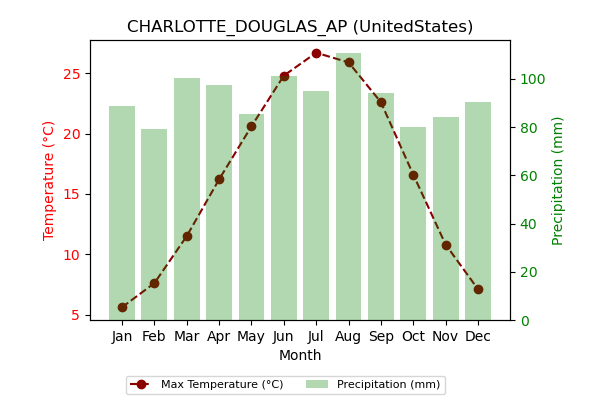 CHARLOTTE_DOUGLAS_AP (UnitedStates)
25
20
15
10
5
Temperature (°C)
100
80
60
40
20
0
Precipitation (mm)
Jan Feb Mar Apr May Jun Jul Aug Sep Oct Nov Dec
Month
Max Temperature (°C) Precipitation (mm)